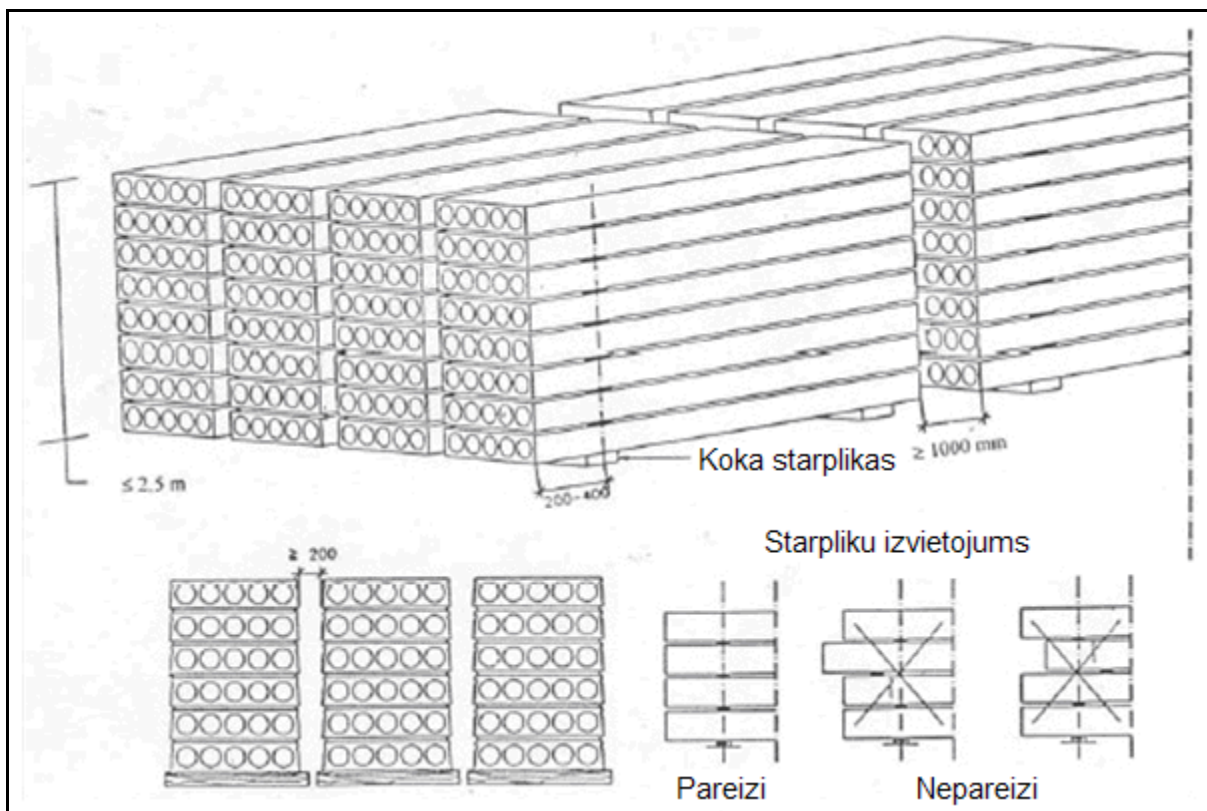 ≤ 2,5 m
200-400
Koka starplikas
≥ 1000 mm
≥ 200
Starpliku izvietojums
Pareizi
Nepareizi